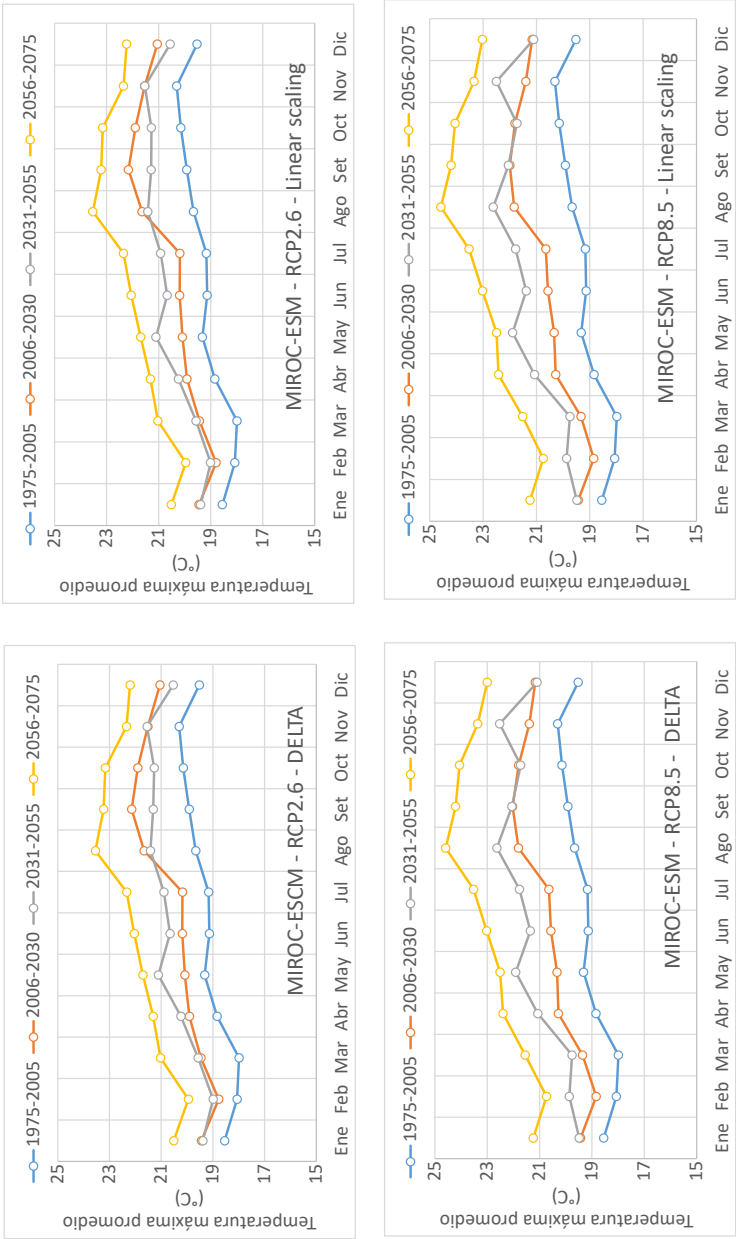 1975-2005 2006-2030 2031-2055 2056-2075
Temperatura máxima promedio
(°C)
25
23
21
19
17
15
MIROC-ESCM - RCP2.6 - DELTA
Ene Feb Mar Abr May Jun Jul Ago Set Oct Nov Dic
1975-2005 2006-2030 2031-2055 2056-2075
Temperatura máxima promedio
(°C)
25
23
21
19
17
15
MIROC-ESM - RCP2.6 - Linear scaling
Ene Feb Mar Abr May Jun Jul Ago Set Oct Nov Dic
1975-2005 2006-2030 2031-2055 2056-2075
Temperatura máxima promedio
(°C)
25
23
21
19
17
15
MIROC-ESM - RCP8.5 - DELTA
Ene Feb Mar Abr May Jun Jul Ago Set Oct Nov Dic
1975-2005 2006-2030 2031-2055 2056-2075
Temperatura máxima promedio
(°C)
25
23
21
19
17
15
MIROC-ESM - RCP8.5 - Linear scaling
Ene Feb Mar Abr May Jun Jul Ago Set Oct Nov Dic